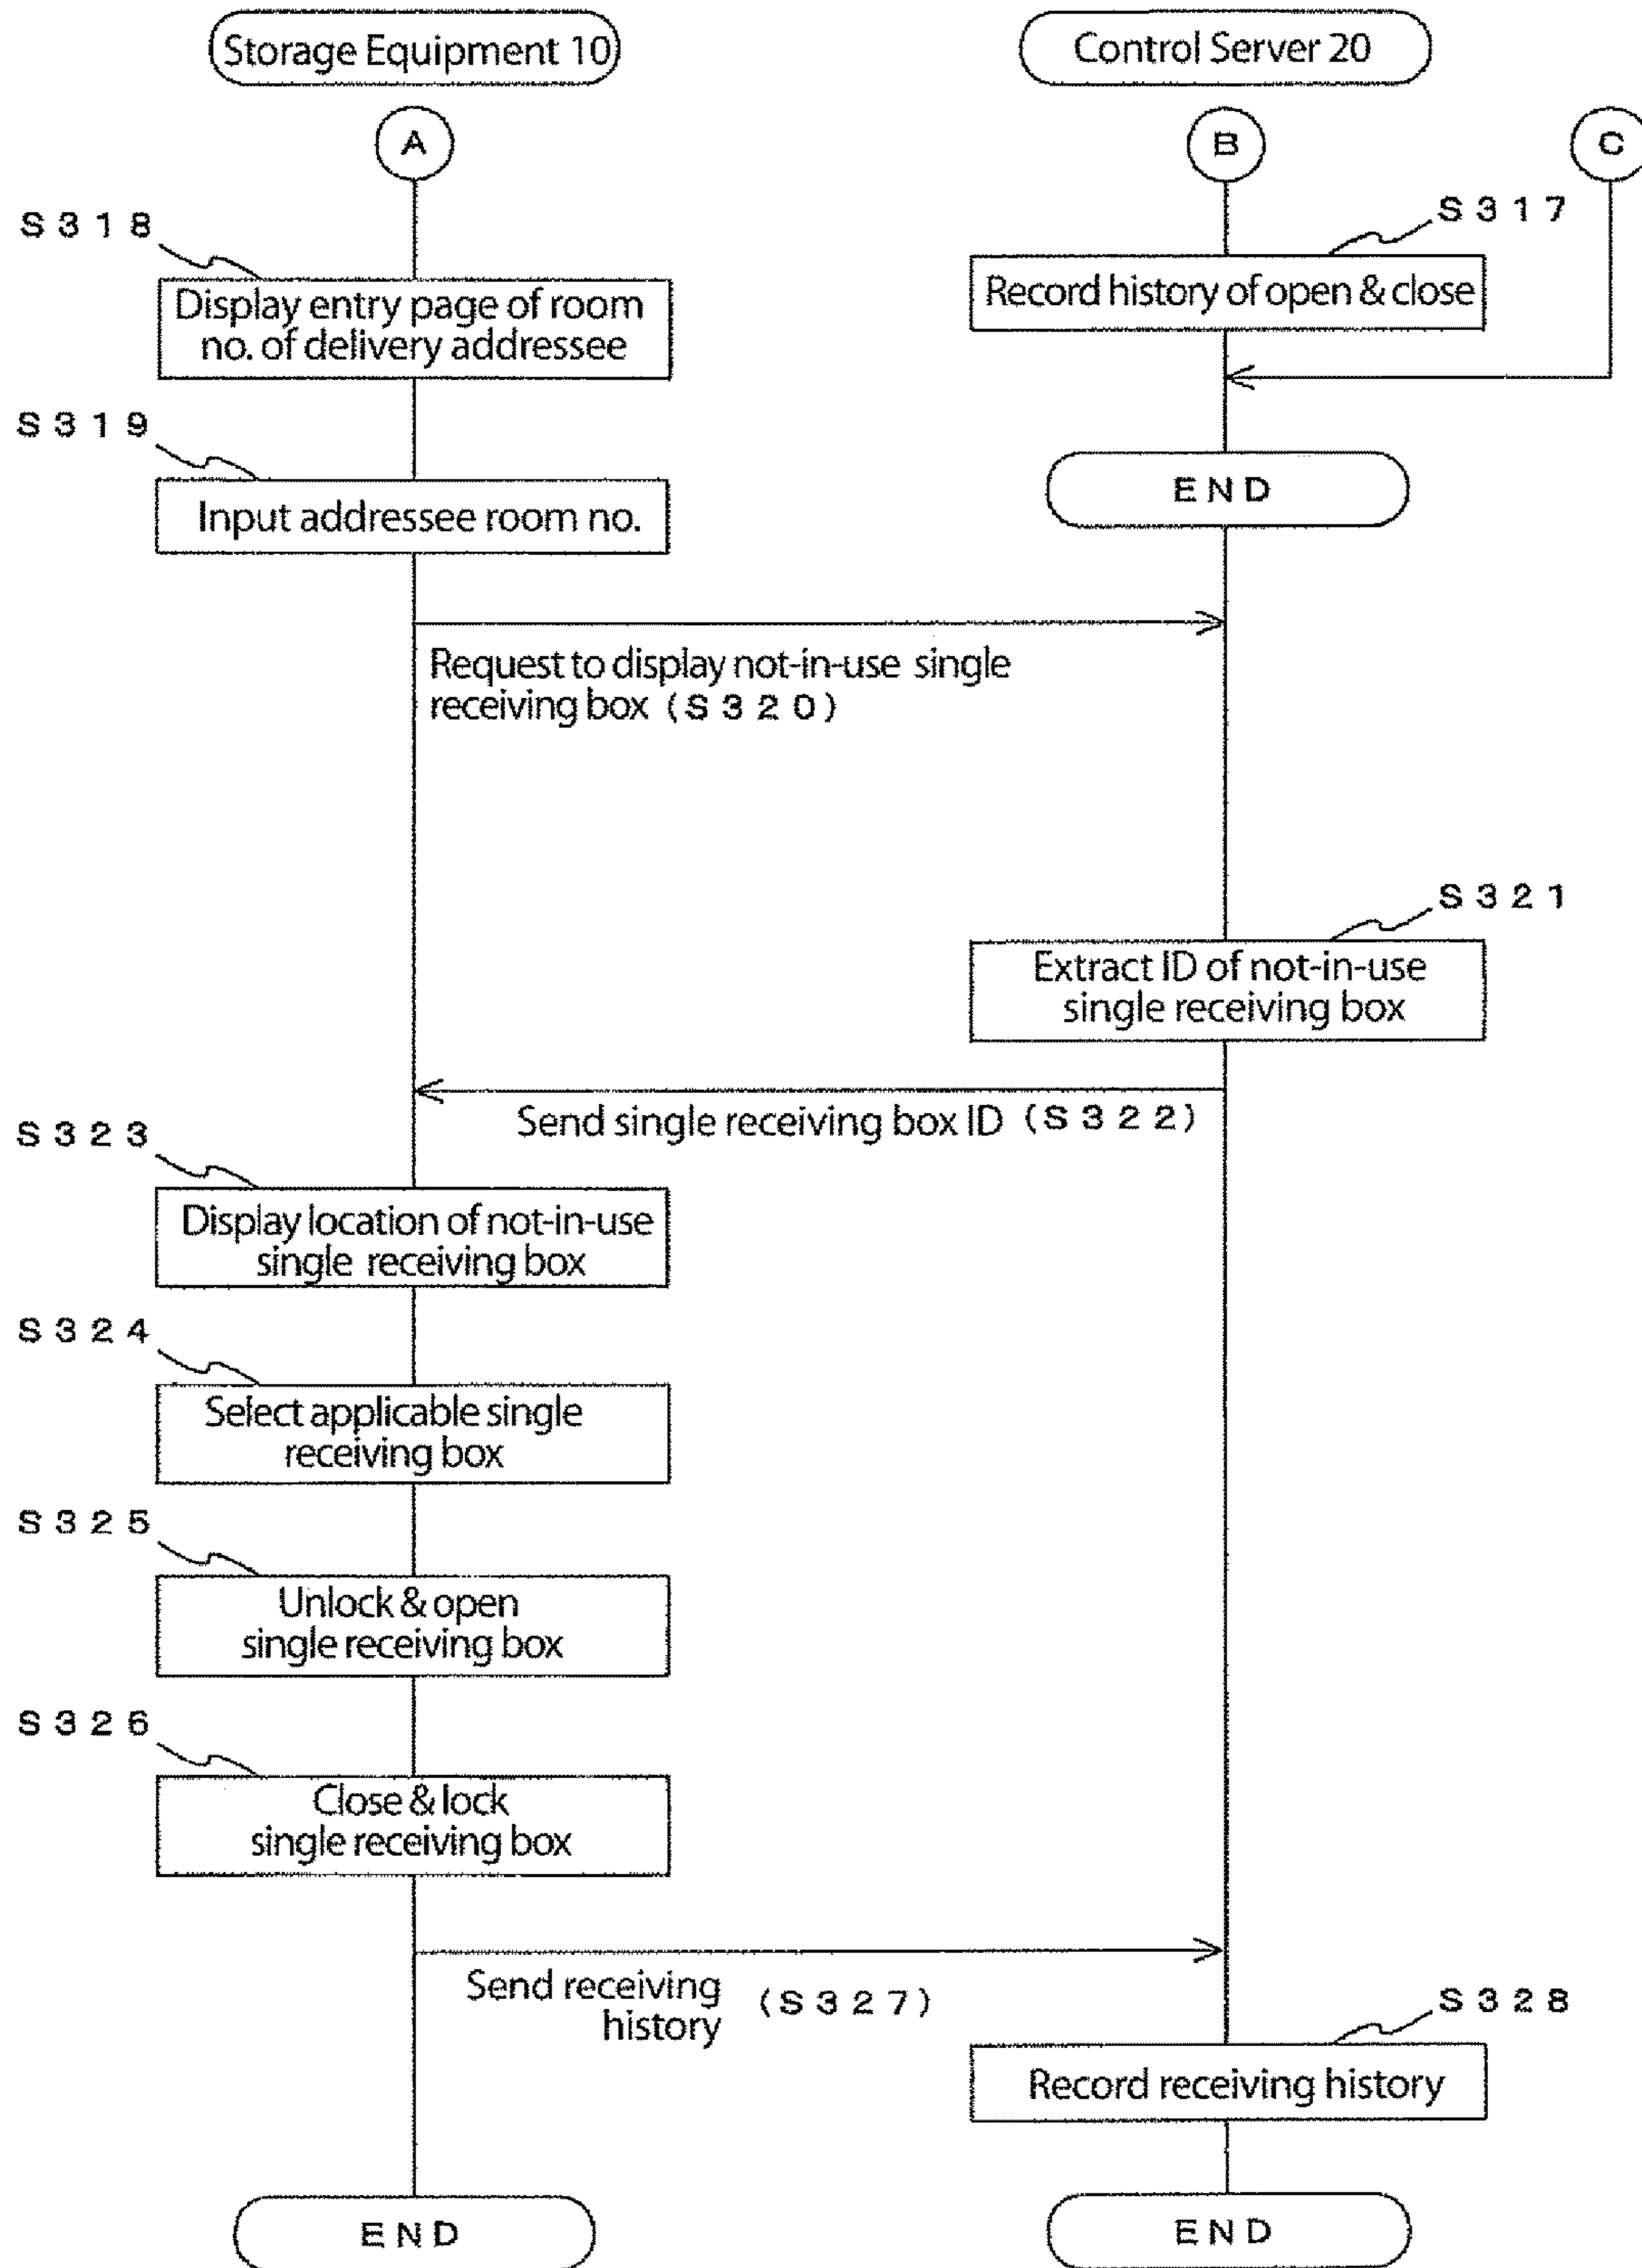 Storage Equipment 10
Control Server 20
A
B
C
S317
S318
Record history of open & close
Display entry page of room
no. of delivery addressee
S319
END
Input addressee room no.
Request to display not-in-use single
receiving box (S320)
S321
Extract ID of not-in-use
single receiving box
Send single receiving box ID (S322)
S323
Display location of not-in-use
single receiving box
S324
Select applicable single
receiving box
S325
Unlock & open
single receiving box
S326
Close & lock
single receiving box
Send receiving
history (S327)
S328
Record receiving history
END
END